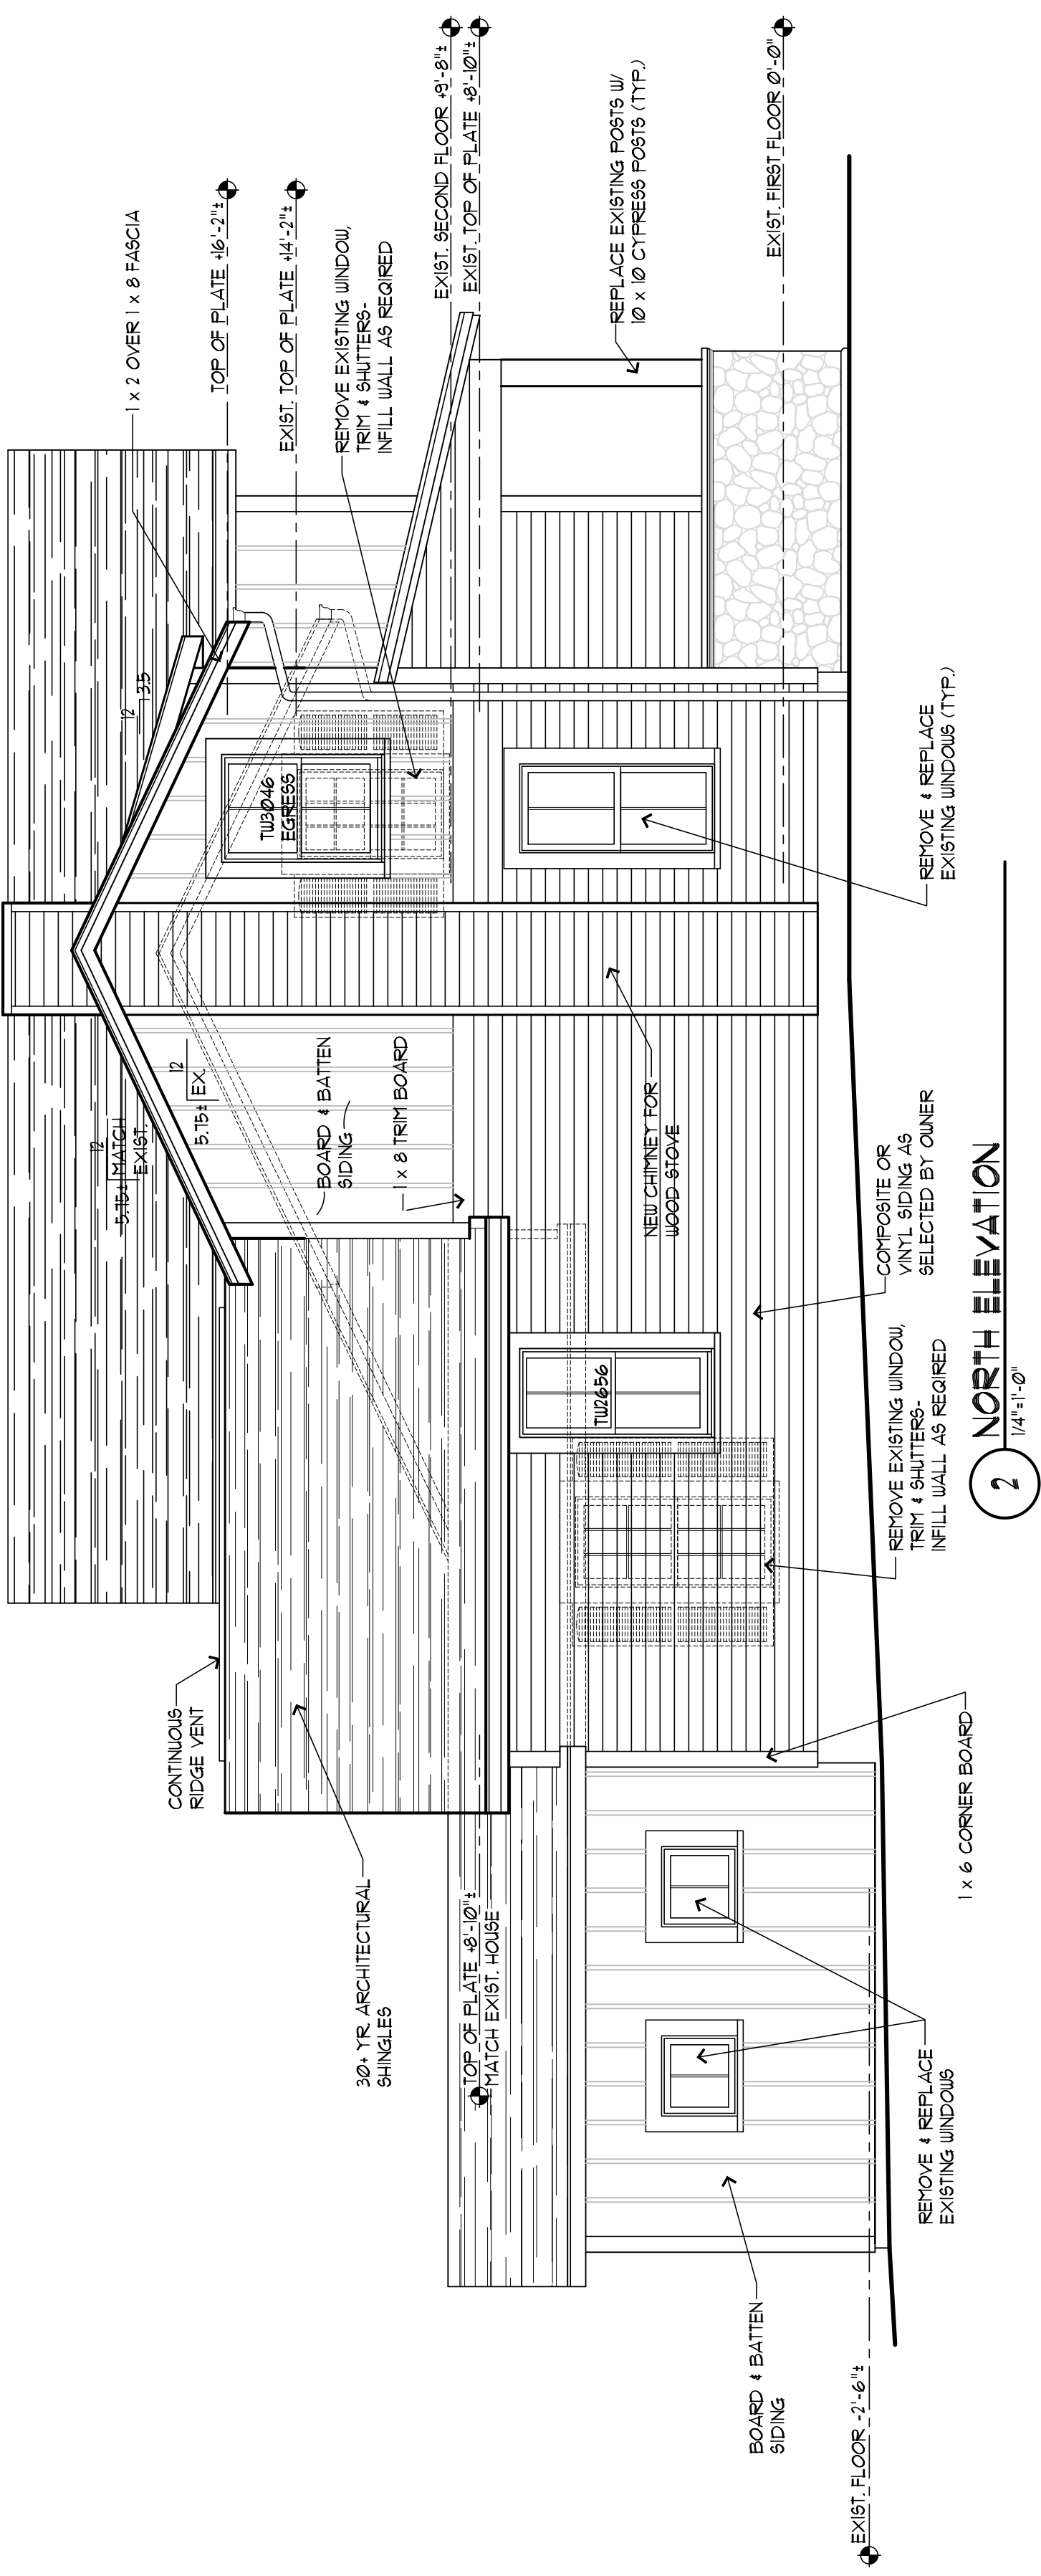 1 x 2 OVER 1 x 8 FASCIA
TOP OF PLATE +16'-2"±
EXIST. TOP OF PLATE +14'-2"±
REMOVE EXISTING WINDOW,
TRIM & SHUTTERS-
INFILL WALL AS REQIRED
EXIST. SECOND FLOOR +9'-8"±
EXIST. TOP OF PLATE +8'-10"±
REPLACE EXISTING POSTS W/
10 x 10 CYPRESS POSTS (TYP.)
EXIST. FIRST FLOOR 0'-0"
12
3.5
TW3046
EGRESS
12
5.75± MATCH
EXIST.
12
5.75± EX.
BOARD & BATTEN
SIDING
1 x 8 TRIM BOARD
NEW CHIMNEY FOR
WOOD STOVE
REMOVE & REPLACE
EXISTING WINDOWS (TYP.)
TW2656
COMPOSITE OR
VINYL SIDING AS
SELECTED BY OWNER
REMOVE EXISTING WINDOW,
TRIM & SHUTTERS-
INFILL WALL AS REQIRED
CONTINUOUS
RIDGE VENT
30+ YR. ARCHITECTURAL
SHINGLES
TOP OF PLATE +8'-10"±
MATCH EXIST. HOUSE
1 x 6 CORNER BOARD
REMOVE & REPLACE
EXISTING WINDOWS
BOARD & BATTEN
SIDING
EXIST. FLOOR -2'-6"±
2
NORTH ELEVATION
1/4"=1'-0"